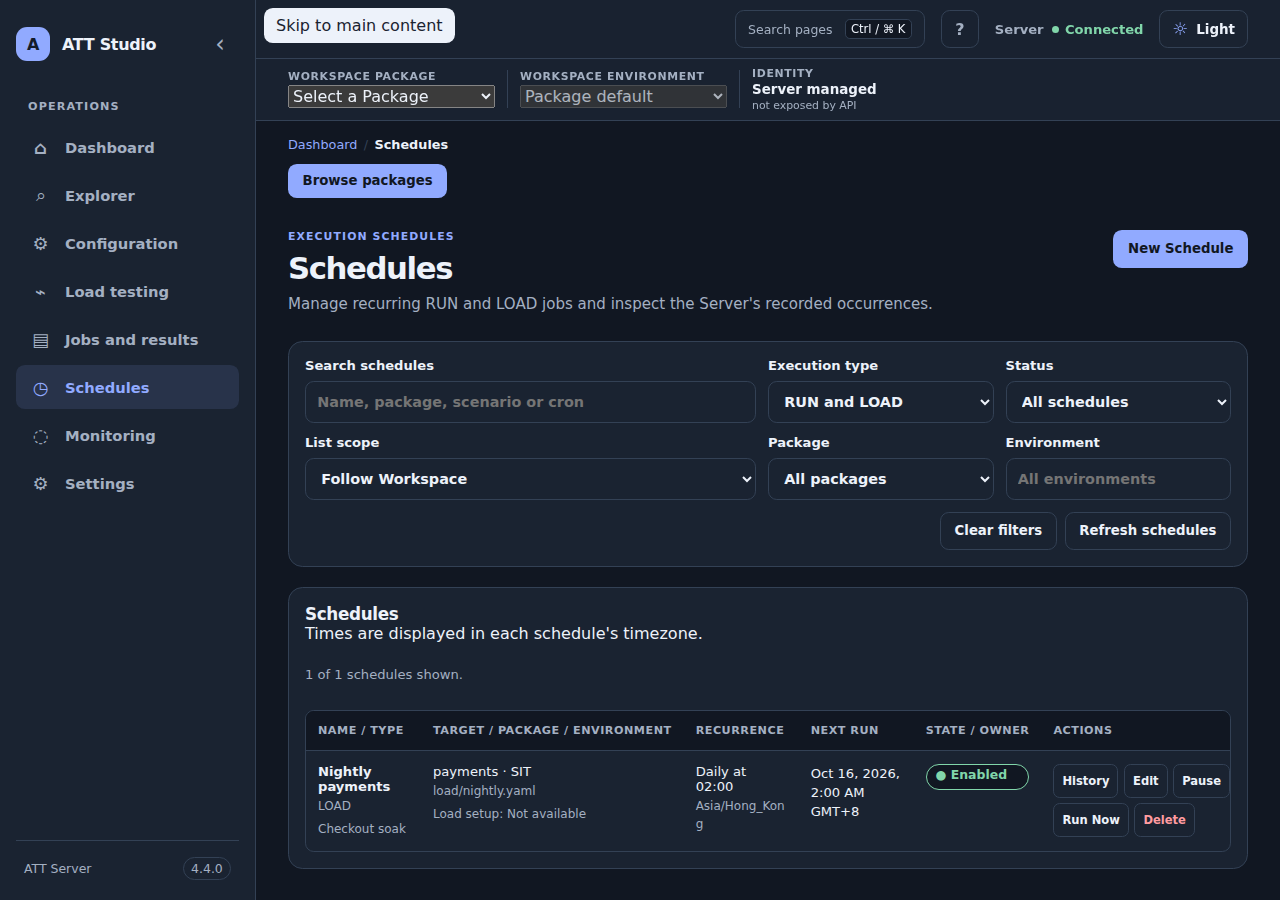 A
ATT Studio
‹
OPERATIONS
Dashboard
Explorer
Configuration
Load testing
Jobs and results
Schedules
Monitoring
Settings
ATT Server
4.4.0
Skip to main content
Search pages
Ctrl / ⌘ K
?
Server
Connected
Light
WORKSPACE PACKAGE
Select a Package
WORKSPACE ENVIRONMENT
Package default
IDENTITY
Server managed
not exposed by API
Dashboard / Schedules
Browse packages
EXECUTION SCHEDULES
Schedules
Manage recurring RUN and LOAD jobs and inspect the Server's recorded occurrences.
New Schedule
Search schedules
Name, package, scenario or cron
Execution type
RUN and LOAD
Status
All schedules
List scope
Follow Workspace
Package
All packages
Environment
All environments
Clear filters
Refresh schedules
Schedules
Times are displayed in each schedule's timezone.
1 of 1 schedules shown.
NAME / TYPE
TARGET / PACKAGE / ENVIRONMENT
RECURRENCE
NEXT RUN
STATE / OWNER
ACTIONS
Nightly
payments
LOAD
Checkout soak
payments · SIT
load/nightly.yaml
Load setup: Not available
Daily at
02:00
Asia/Hong_Kon
g
Oct 16, 2026,
2:00 AM
GMT+8
Enabled
History
Edit
Pause
Run Now
Delete